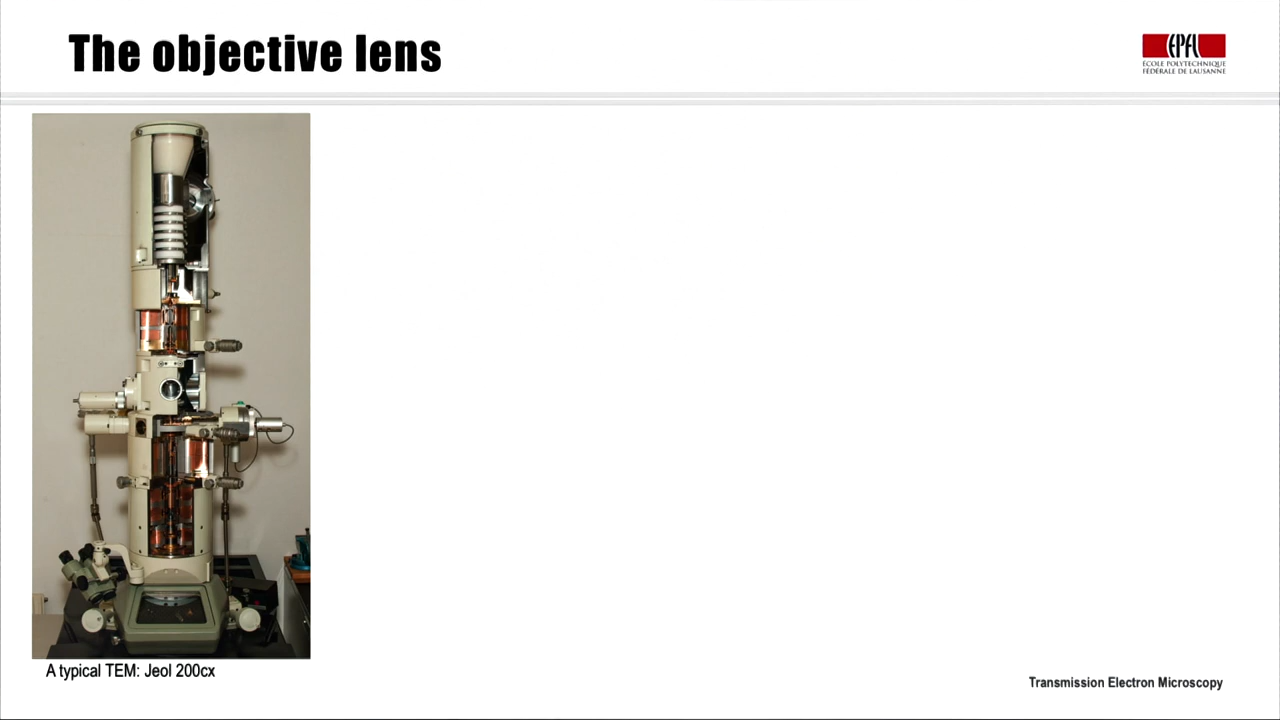 The objective lens
EPFL
ÉCOLE POLYTECHNIQUE
FÉDÉRALE DE LAUSANNE
A typical TEM: Jeol 200cx
Transmission Electron Microscopy